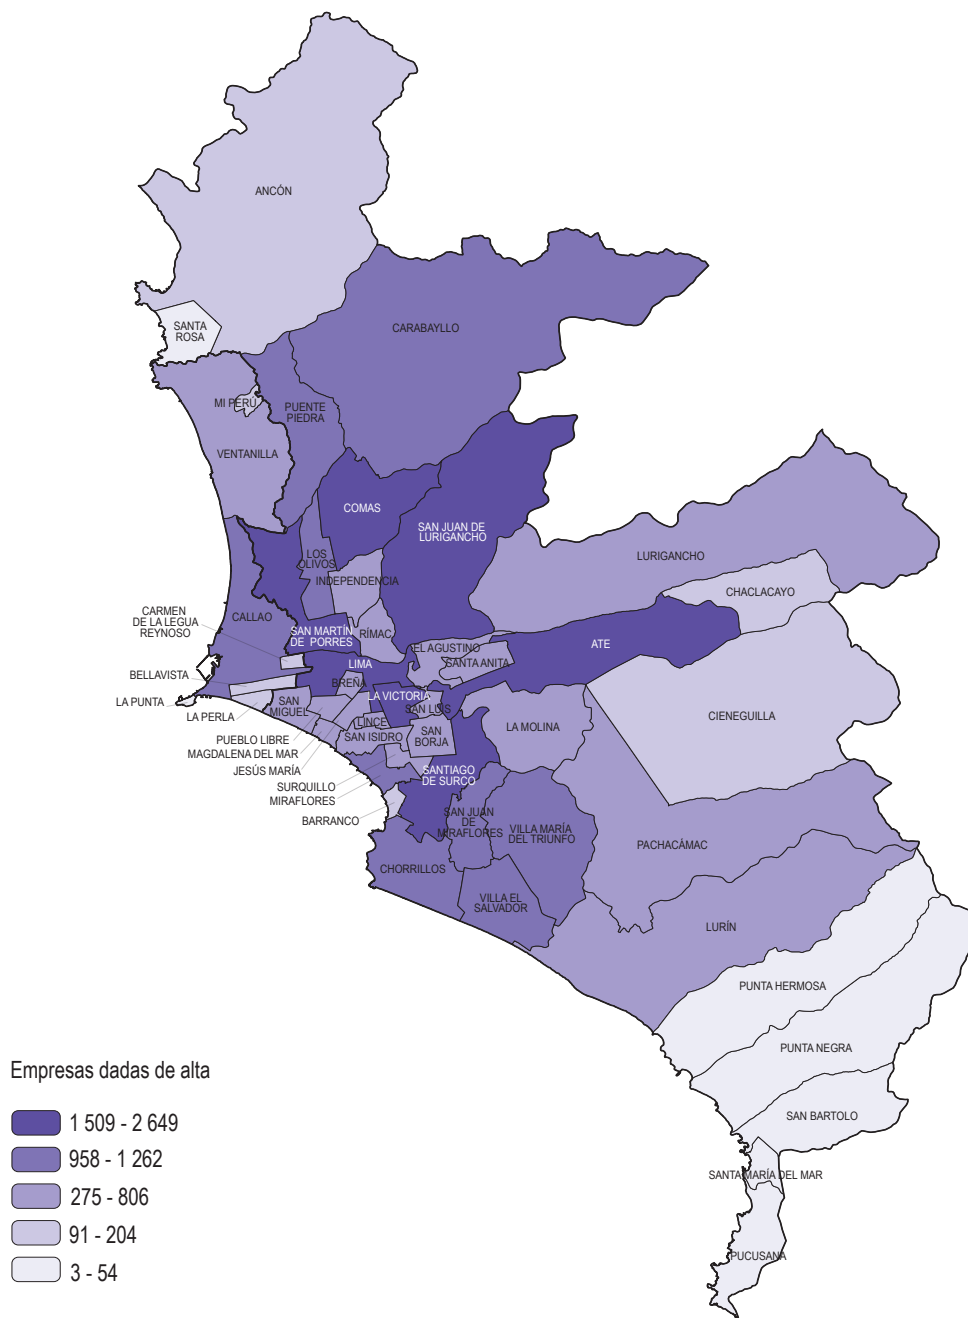 ANCÓN
SANTA
ROSA
CARABAYLLO
MI PERÚ
PUENTE
PIEDRA
VENTANILLA
COMAS
SAN JUAN DE
LURIGANCHO
LOS
OLIVOS
INDEPENDENCIA
LURIGANCHO
CHACLACAYO
CARMEN
DE LA LEGUA
REYNOSO
CALLAO
SAN MARTÍN
DE PORRES
RÍMAC
EL AGUSTINO
SANTA ANITA
ATE
LIMA
BELLAVISTA
BREÑA
LA VICTORIA
LA PUNTA
LA PERLA
SAN
MIGUEL
SAN LUIS
CIENEGUILLA
LINCE
SAN ISIDRO
SAN
BORJA
LA MOLINA
PUEBLO LIBRE
MAGDALENA DEL MAR
JESÚS MARÍA
SURQUILLO
MIRAFLORES
SANTIAGO
DE SURCO
BARRANCO
SAN JUAN
DE
MIRAFLORES
VILLA MARÍA
DEL TRIUNFO
PACHACÁMAC
CHORRILLOS
VILLA EL
SALVADOR
LURÍN
PUNTA HERMOSA
PUNTA NEGRA
SAN BARTOLO
SANTA MARÍA DEL MAR
PUCUSANA
Empresas dadas de alta
1 509 - 2 649
958 - 1 262
275 - 806
91 - 204
3 - 54